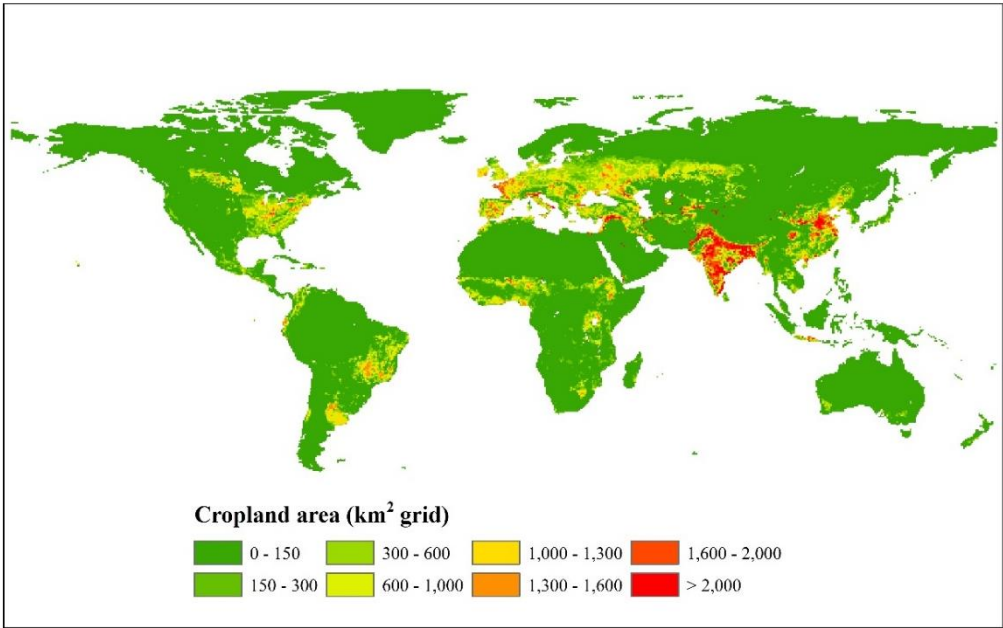 Cropland area (km² grid)
0 - 150 300 - 600 1,000 - 1,300 1,600 - 2,000
150 - 300 600 - 1,000 1,300 - 1,600 > 2,000